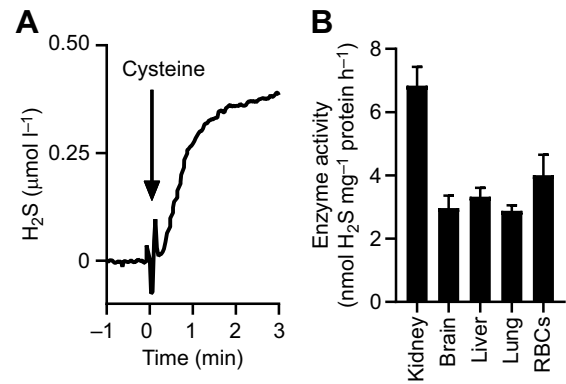 A
0.50
Cysteine
0.25
H₂S (μmol l⁻¹)
0
−1 0 1 2 3
Time (min)
B
8
6
4
2
0
Enzyme activity
(nmol H₂S mg⁻¹ protein h⁻¹)
Kidney
Brain
Liver
Lung
RBCs